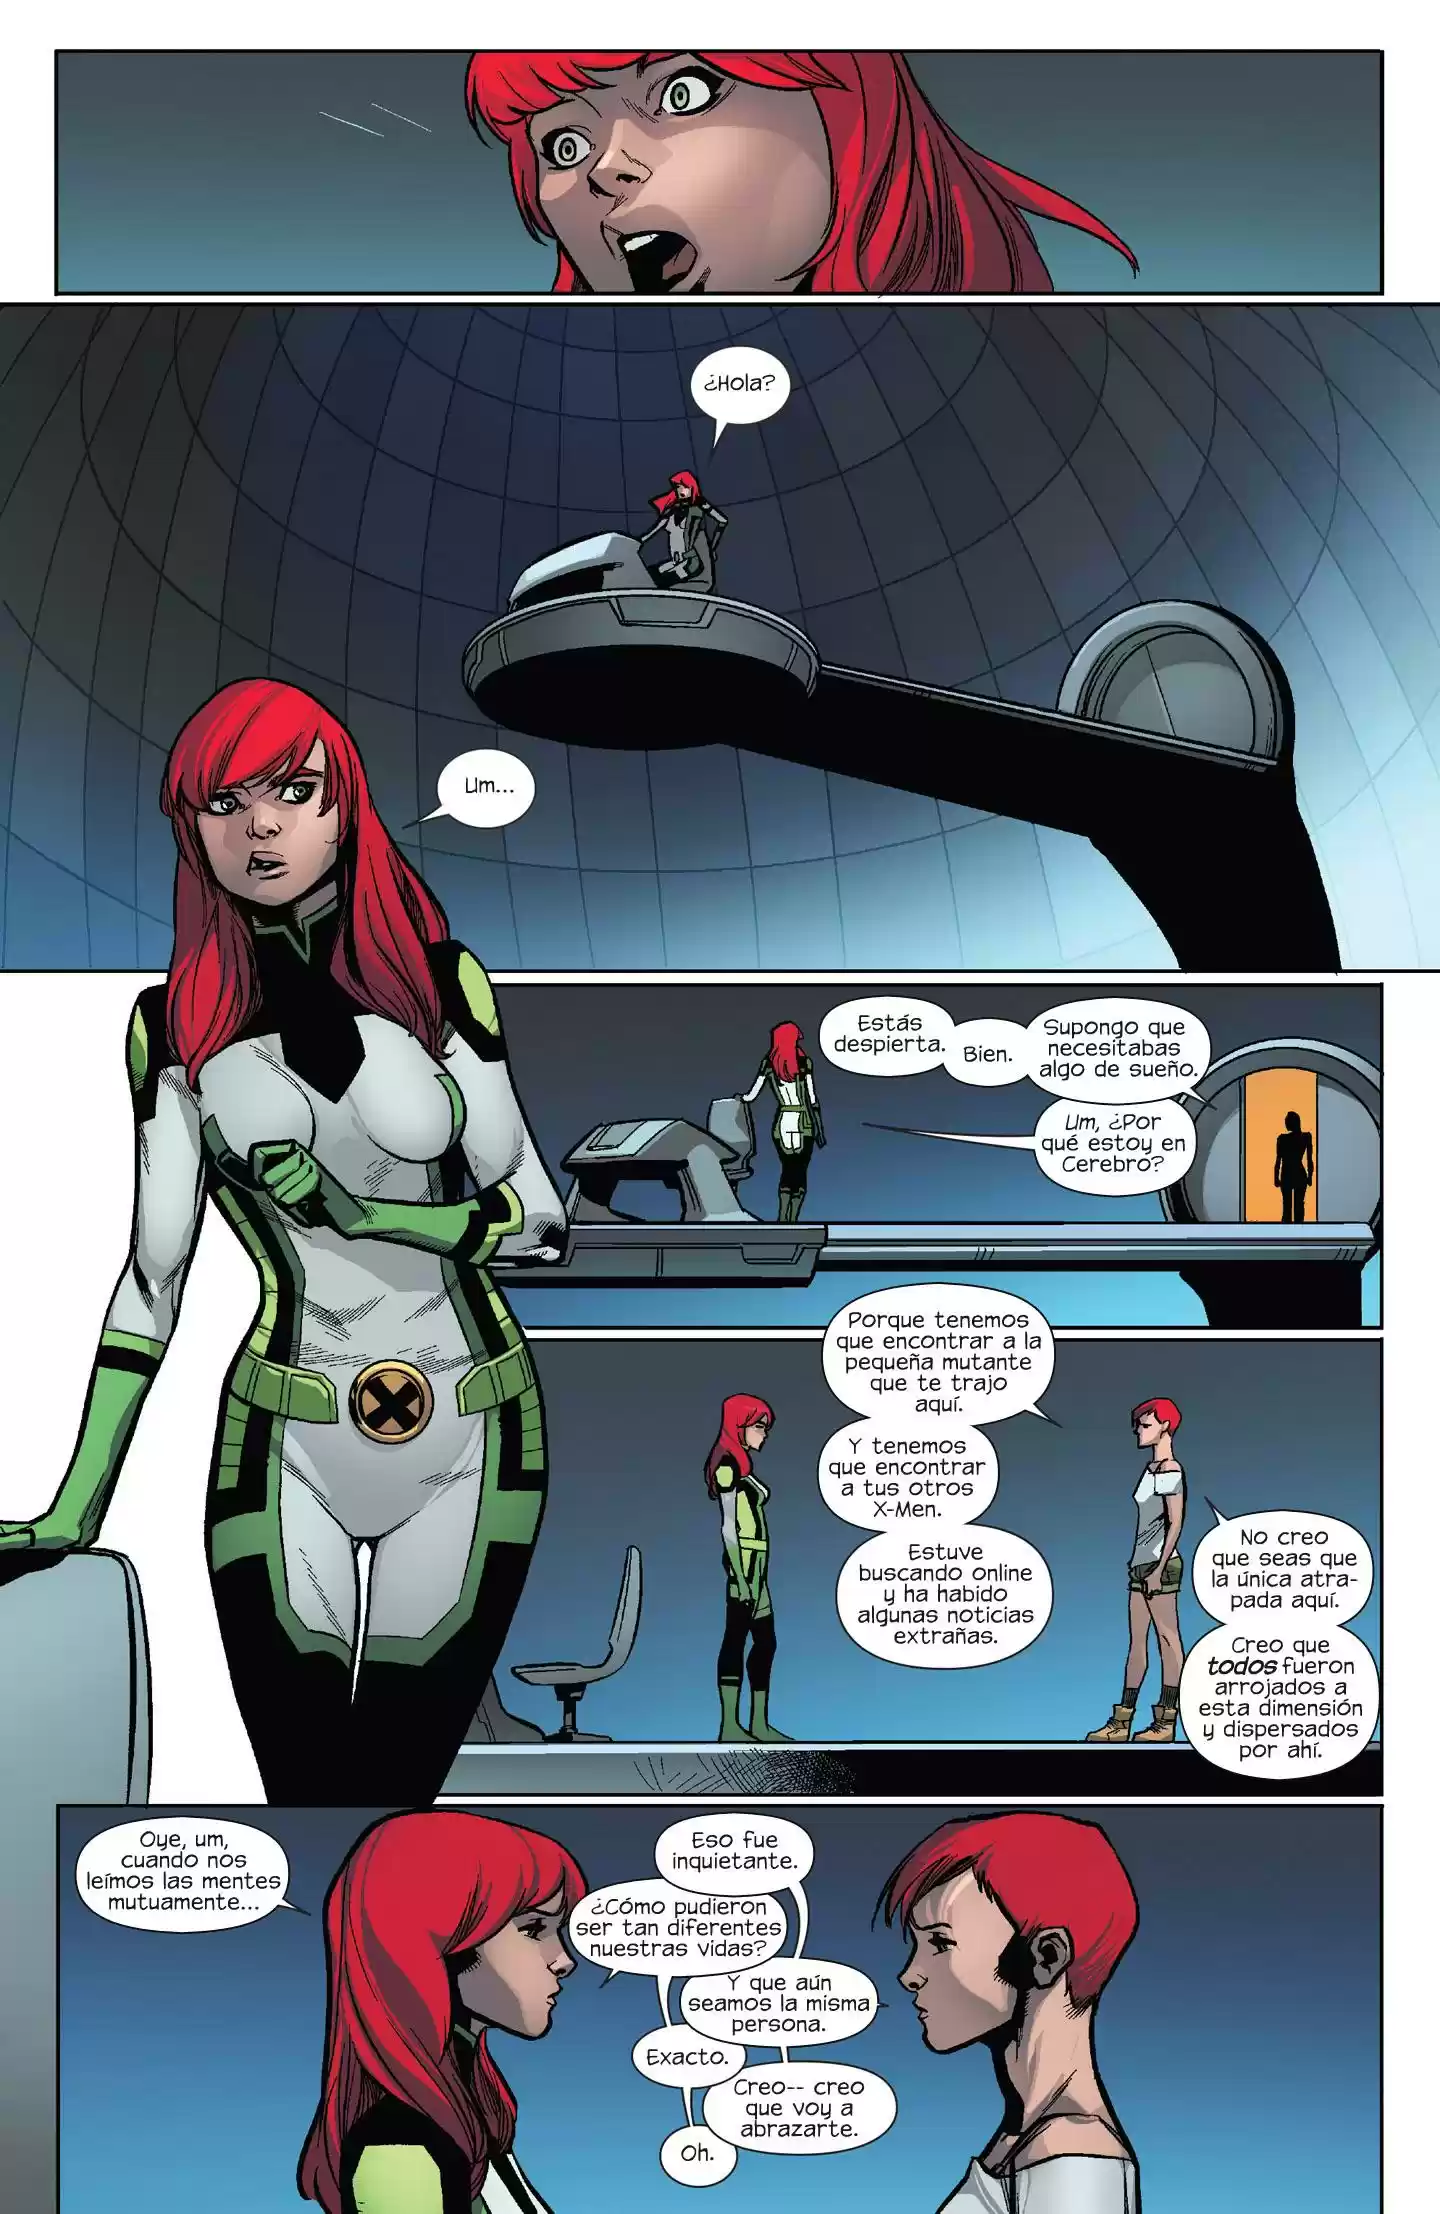 ¿Hola?
Um...
Estás
despierta.
Bien.
Supongo que
necesitabas
algo de sueño.
Um, ¿Por
qué estoy en
Cerebro?
Porque tenemos
que encontrar a la
pequeña mutante
que te trajo
aquí.
Y tenemos
que encontrar
a tus otros
X-Men.
Estuve
buscando online
y ha habido
algunas noticias
extrañas.
No creo
que seas que
la única atra-
pada aquí.
Creo que
todos fueron
arrojados a
esta dimensión
y dispersados
por ahí.
Oye, um,
cuando nos
leímos las mentes
mutuamente...
Eso fue
inquietante.
¿Cómo pudieron
ser tan diferentes
nuestras vidas?
Y que aún
seamos la misma
persona.
Exacto.
Creo-- creo
que voy a
abrazarte.
Oh.